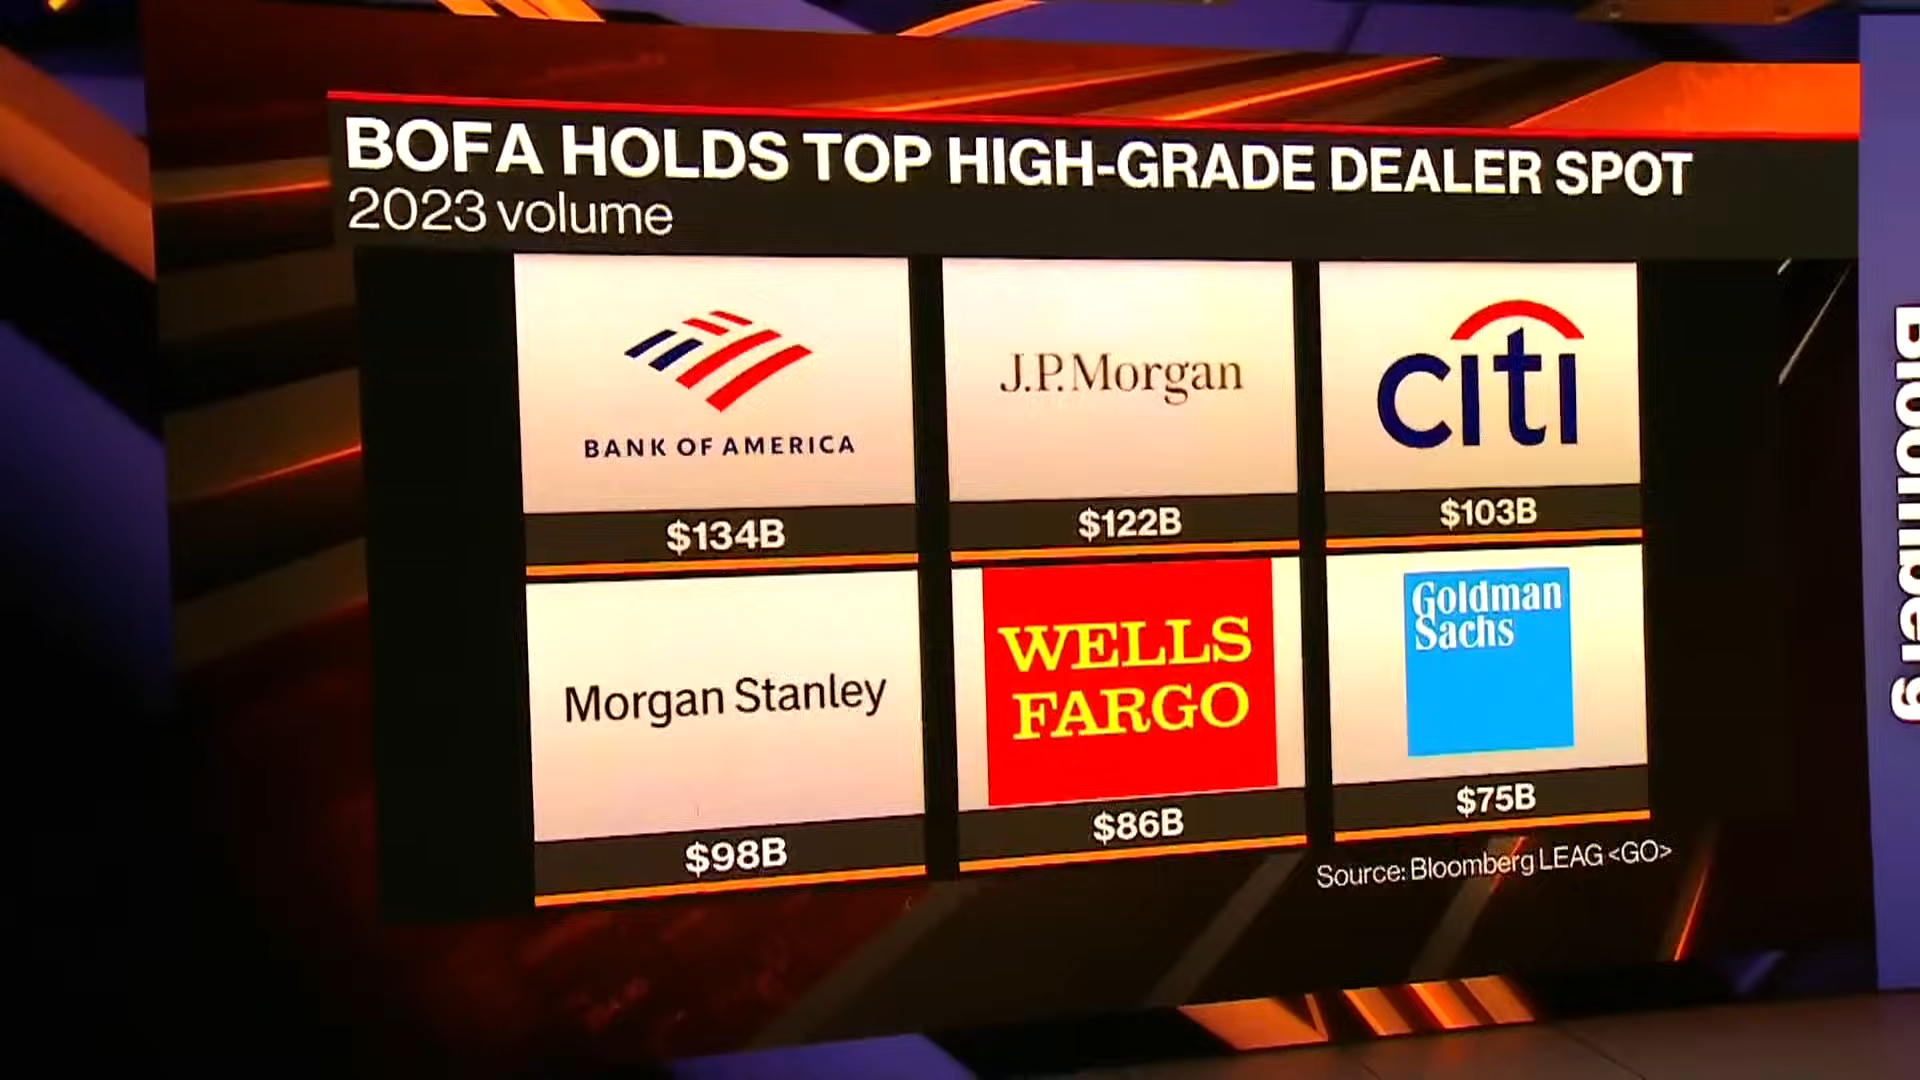 BOFA HOLDS TOP HIGH-GRADE DEALER SPOT
2023 volume
BANK OF AMERICA
J.P.Morgan
citi
$134B
$122B
$103B
Morgan Stanley
WELLS
FARGO
Goldman
Sachs
$98B
$86B
$75B
Source: Bloomberg LEAG <GO>
Bloomberg